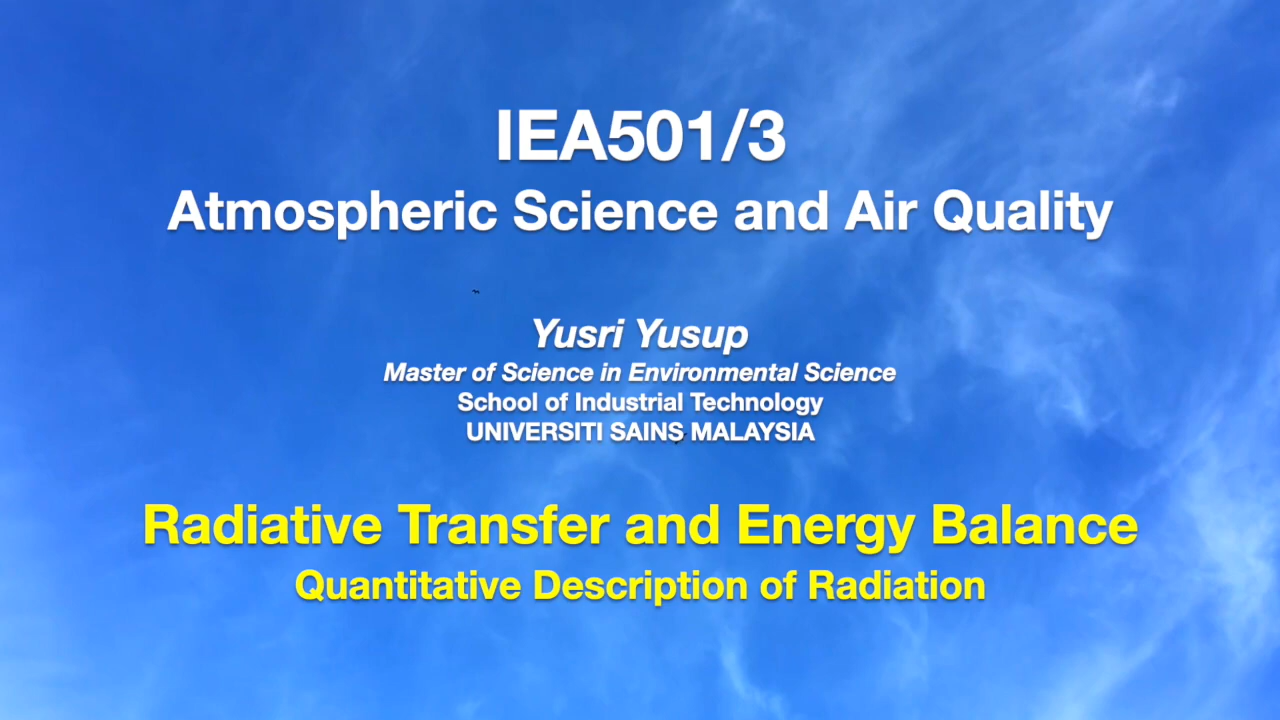 IEA501/3
Atmospheric Science and Air Quality
Yusri Yusup
Master of Science in Environmental Science
School of Industrial Technology
UNIVERSITI SAINS MALAYSIA
Radiative Transfer and Energy Balance
Quantitative Description of Radiation